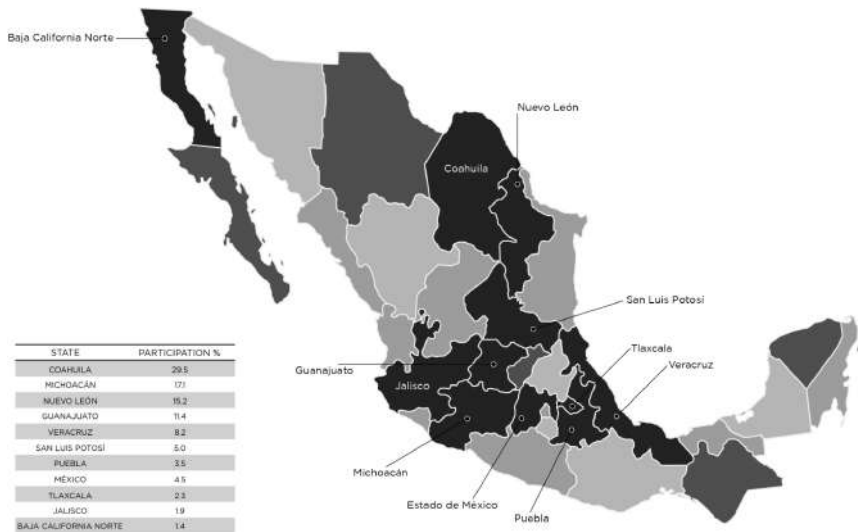 Baja California Norte
Nuevo León
Coahuila
San Luis Potosí
Tlaxcala
Guanajuato
Veracruz
Jalisco
Michoacán
Estado de México
Puebla
STATE PARTICIPATION %
COAHUILA 29.5
MICHOACÁN 17.1
NUEVO LEÓN 15.2
GUANAJUATO 11.4
VERACRUZ 8.2
SAN LUIS POTOSÍ 5.0
PUEBLA 3.5
MÉXICO 4.5
TLAXCALA 2.3
JALISCO 1.9
BAJA CALIFORNIA NORTE 1.4